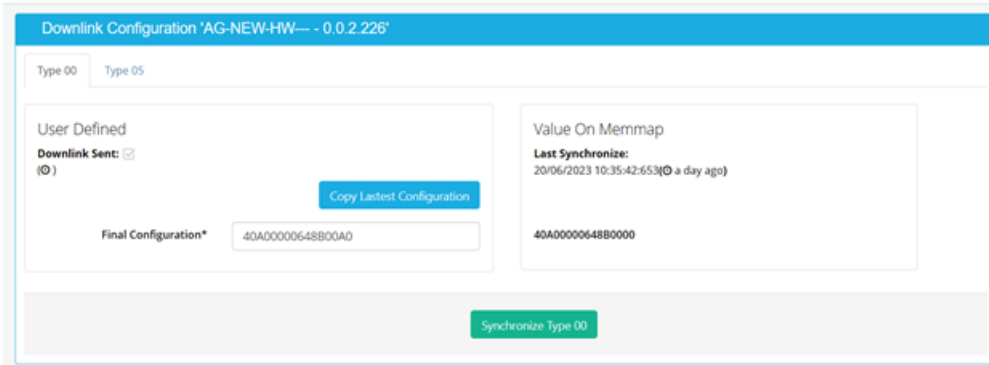 Downlink Configuration 'AG-NEW-HW--- - 0.0.2.226'
Type 00 Type 05
User Defined
Downlink Sent:
( )
Copy Lastest Configuration
Final Configuration* 40A00000648B00A0
Value On Memmap
Last Synchronize:
20/06/2023 10:35:42:653( a day ago)
40A00000648B0000
Synchronize Type 00